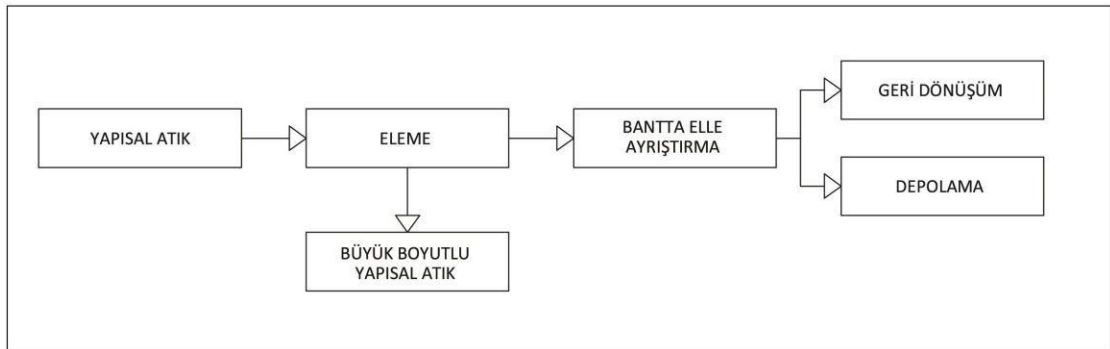 YAPISAL ATIK
ELEME
BANTTA ELLE
AYRIŞTIRMA
GERİ DÖNÜŞÜM
DEPOLAMA
BÜYÜK BOYUTLU
YAPISAL ATIK